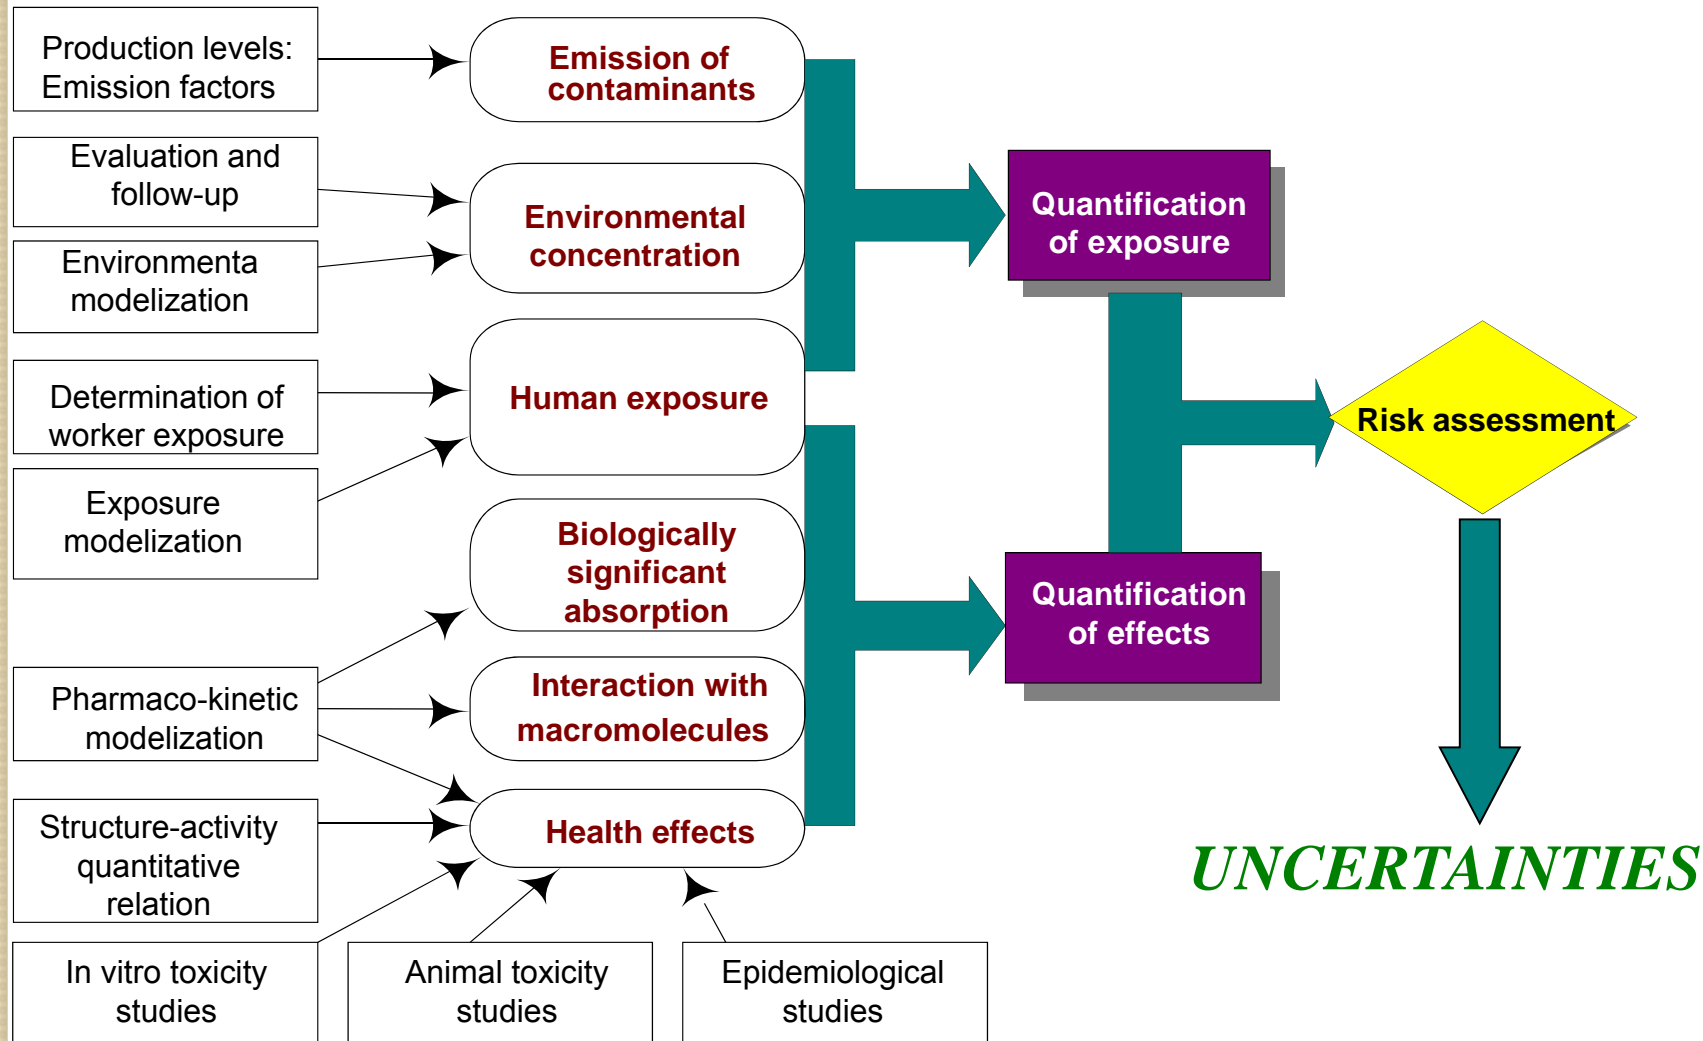 Production levels:
Emission factors
Evaluation and
follow-up
Environmenta
modelization
Determination of
worker exposure
Exposure
modelization
Pharmaco-kinetic
modelization
Structure-activity
quantitative
relation
In vitro toxicity
studies
Animal toxicity
studies
Epidemiological
studies
Emission of
contaminants
Environmental
concentration
Human exposure
Biologically
significant
absorption
Interaction with
macromolecules
Health effects
Quantification
of exposure
Quantification
of effects
Risk assessment
UNCERTAINTIES